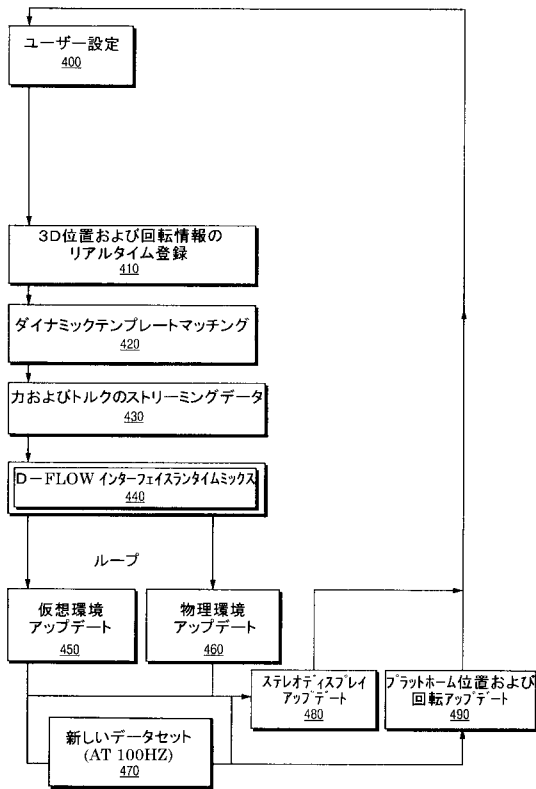 ユーザー設定
400
3D位置および回転情報の
リアルタイム登録
410
ダイナミックテンプレートマッチング
420
力およびトルクのストリーミングデータ
430
D-FLOW インターフェイスランタイムミックス
440
ループ
仮想環境
アップデート
450
物理環境
アップデート
460
ステレオディスプレイ
アップデート
480
プラットホーム位置および
回転アップデート
490
新しいデータセット
(AT 100HZ)
470